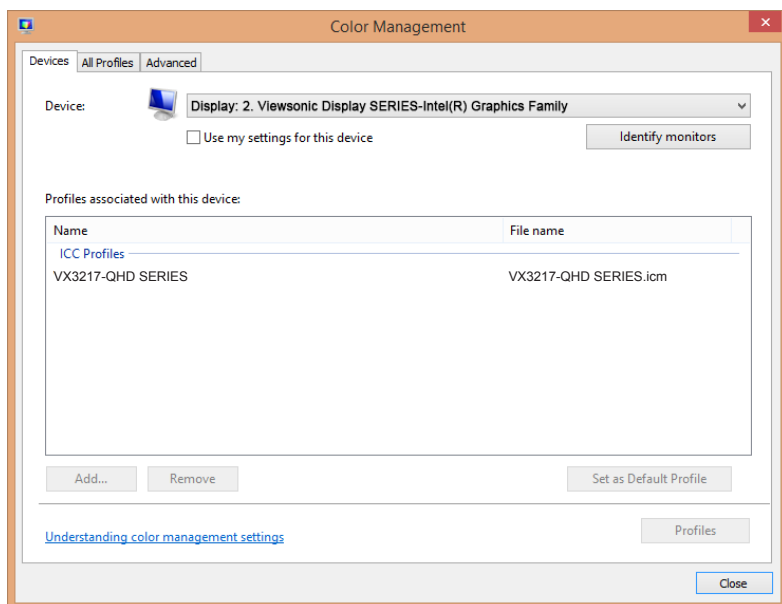 Color Management
Devices All Profiles Advanced
Device: Display: 2. Viewsonic Display SERIES-Intel(R) Graphics Family
Use my settings for this device Identify monitors
Profiles associated with this device:
Name File name
ICC Profiles
VX3217-QHD SERIES VX3217-QHD SERIES.icm
Add... Remove Set as Default Profile
Understanding color management settings Profiles
Close